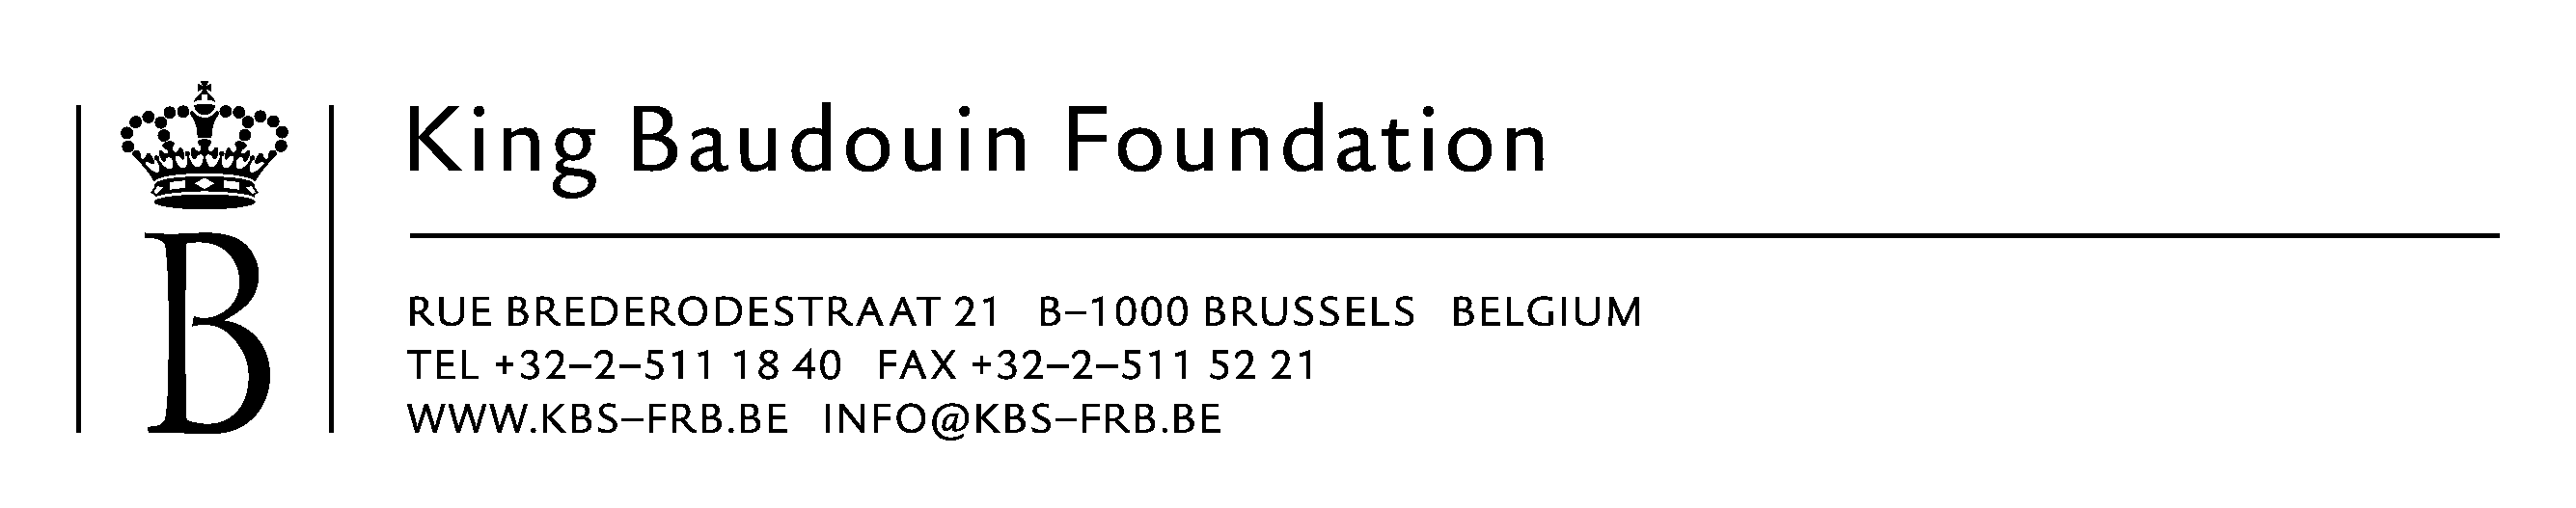 King Baudouin Foundation
B
RUE BREDERODESTRAAT 21 B–1000 BRUSSELS BELGIUM
TEL +32–2–511 18 40 FAX +32–2–511 52 21
WWW.KBS–FRB.BE INFO@KBS–FRB.BE